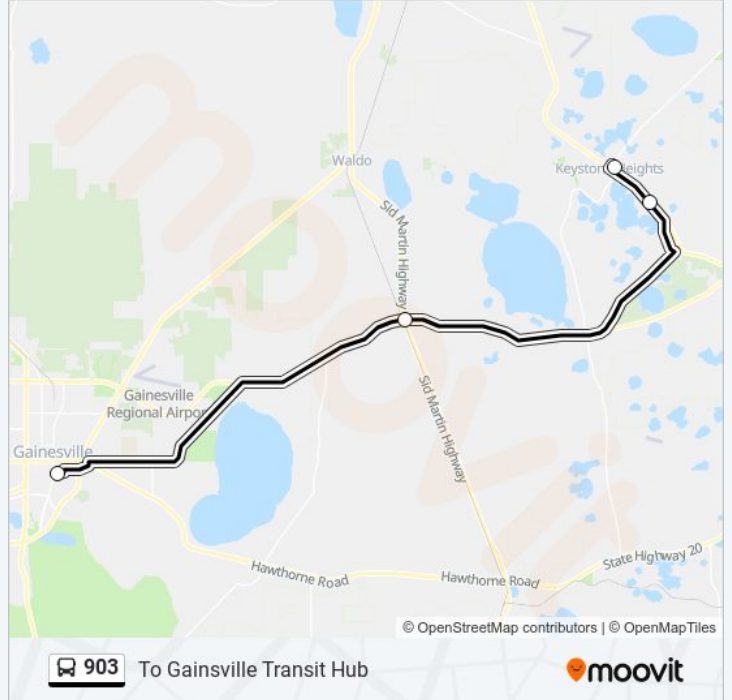 Waldo
Keystone Heights
Sid Martin Highway
Gainesville
Regional Airport
Sid Martin Highway
Gainesville
Hawthorne Road
Hawthorne Road
State Highway 20
moovit
© OpenStreetMap contributors | © OpenMapTiles
903 To Gainsville Transit Hub
moovit